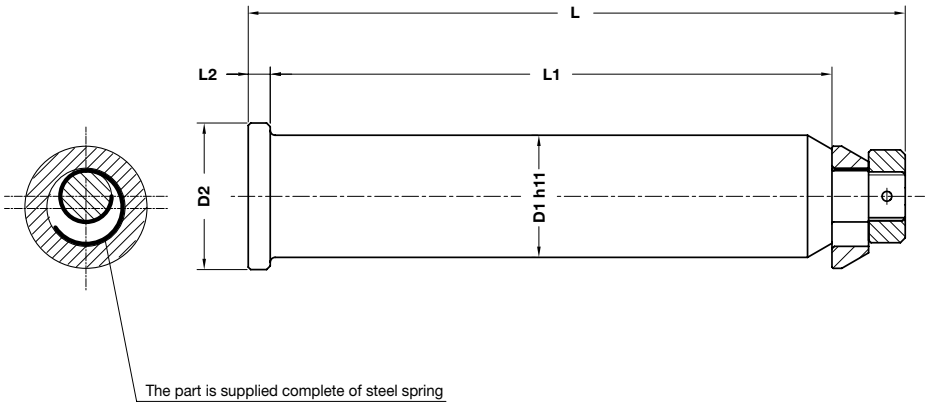 L
L2
L1
D2
D1 h11
The part is supplied complete of steel spring